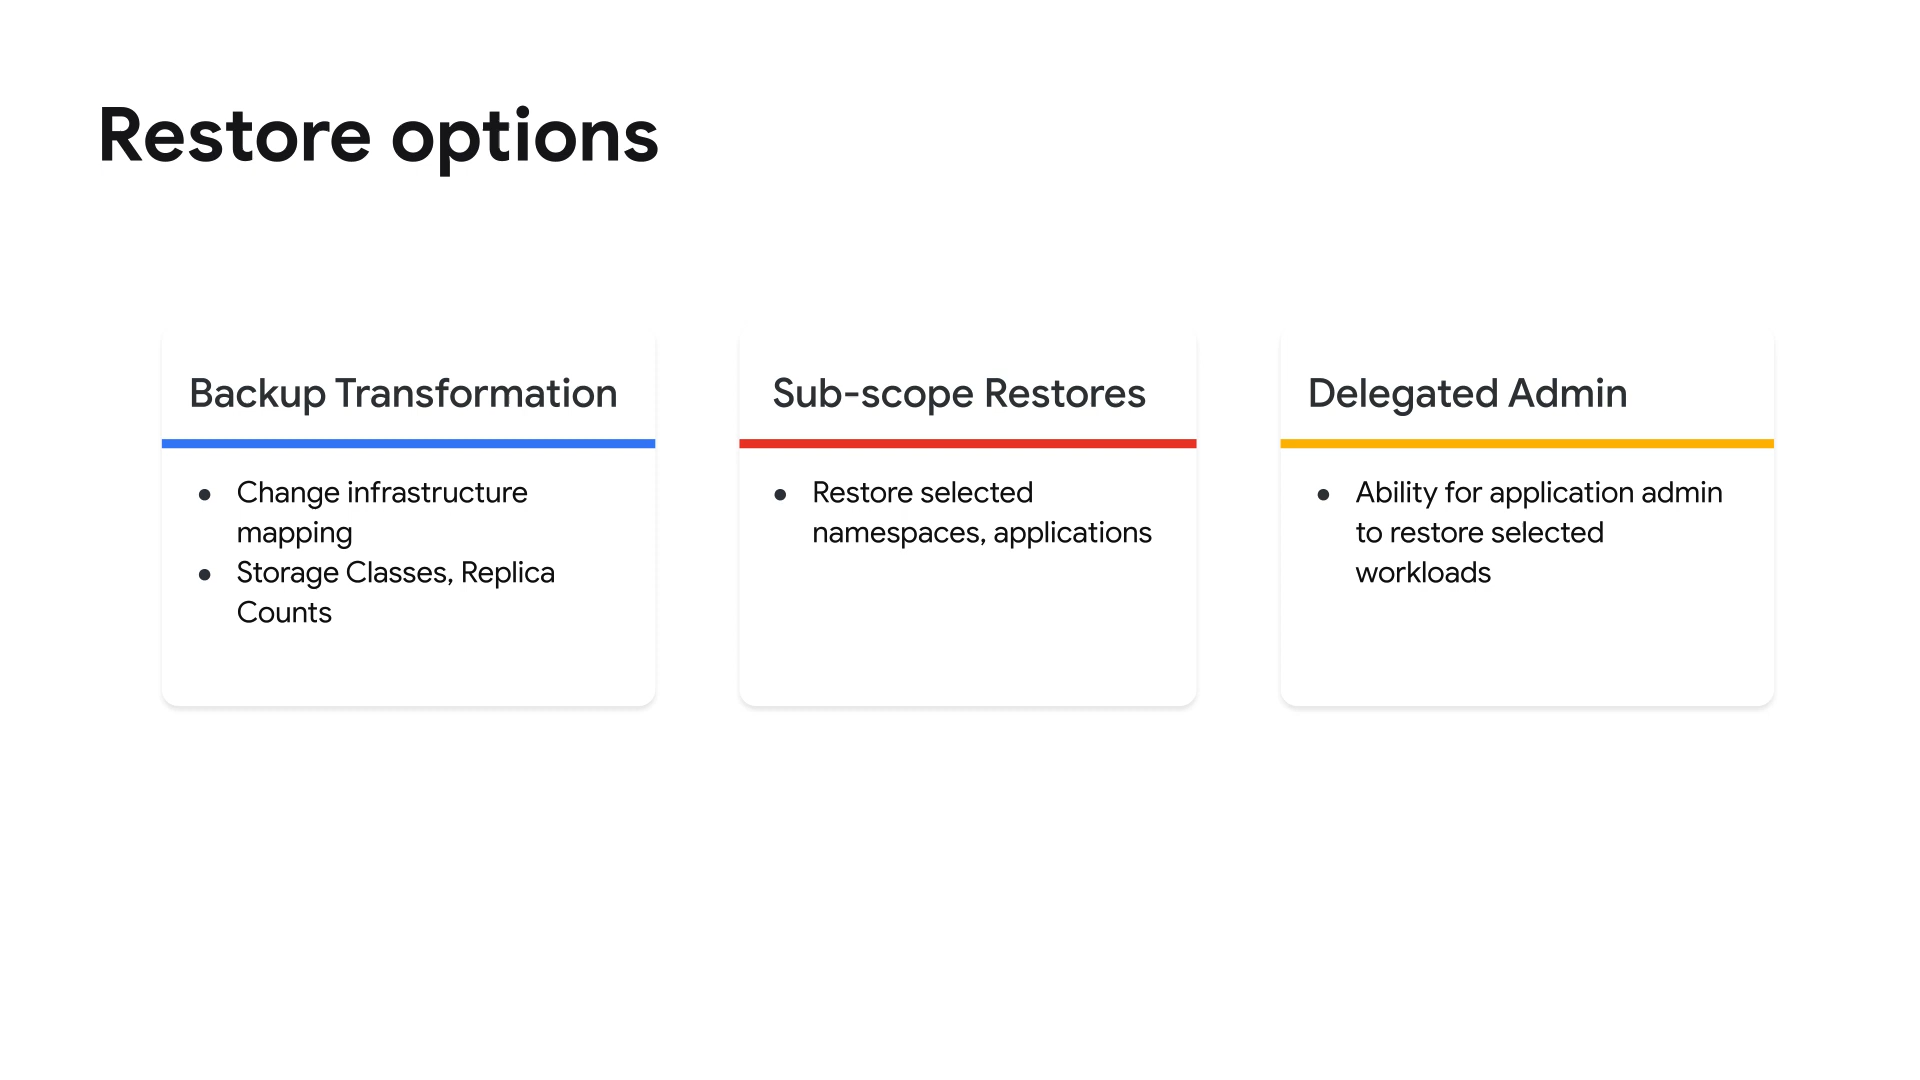 Restore options
Backup Transformation
● Change infrastructure
mapping
● Storage Classes, Replica
Counts
Sub-scope Restores
● Restore selected
namespaces, applications
Delegated Admin
● Ability for application admin
to restore selected
workloads